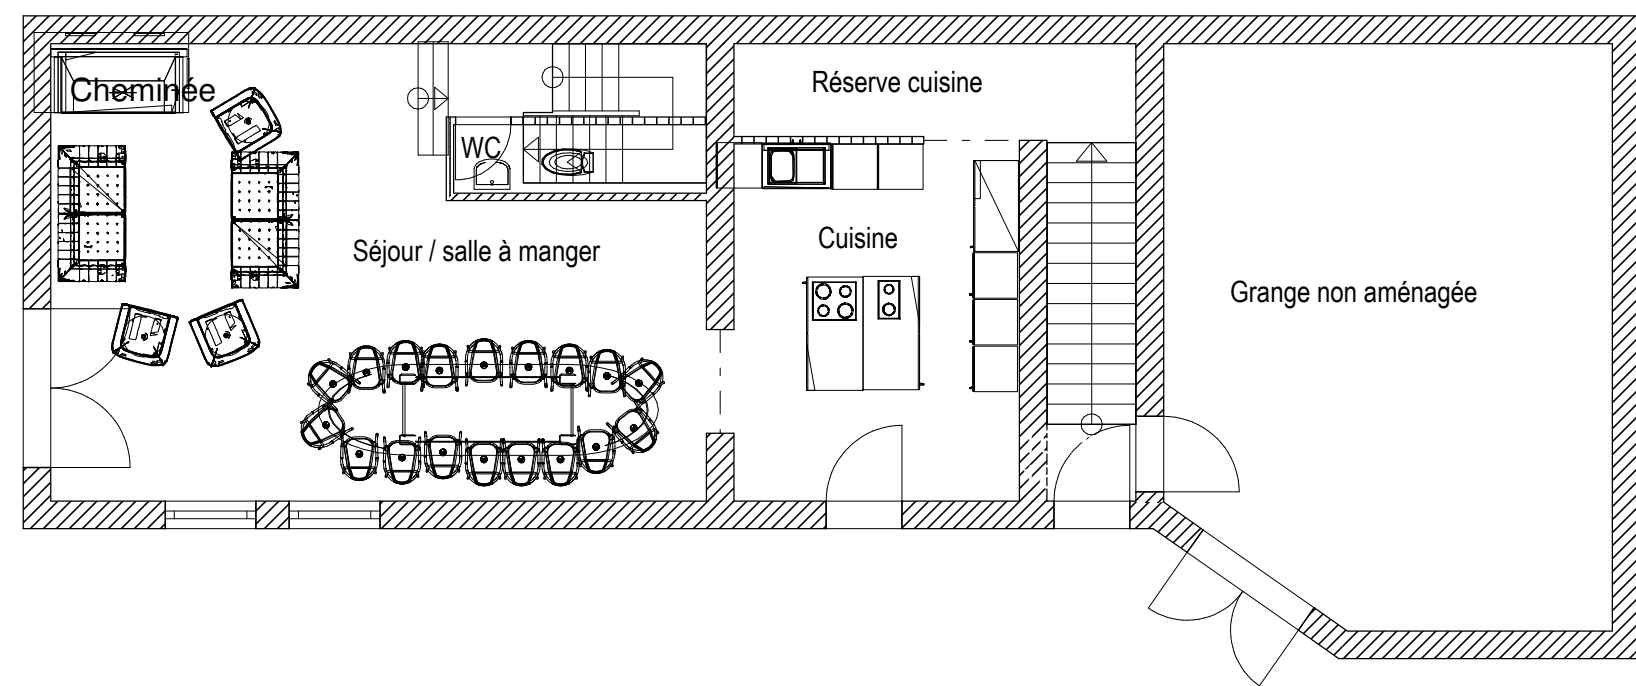 Cheminée
Réserve cuisine
WC
Séjour / salle à manger
Cuisine
Grange non aménagée